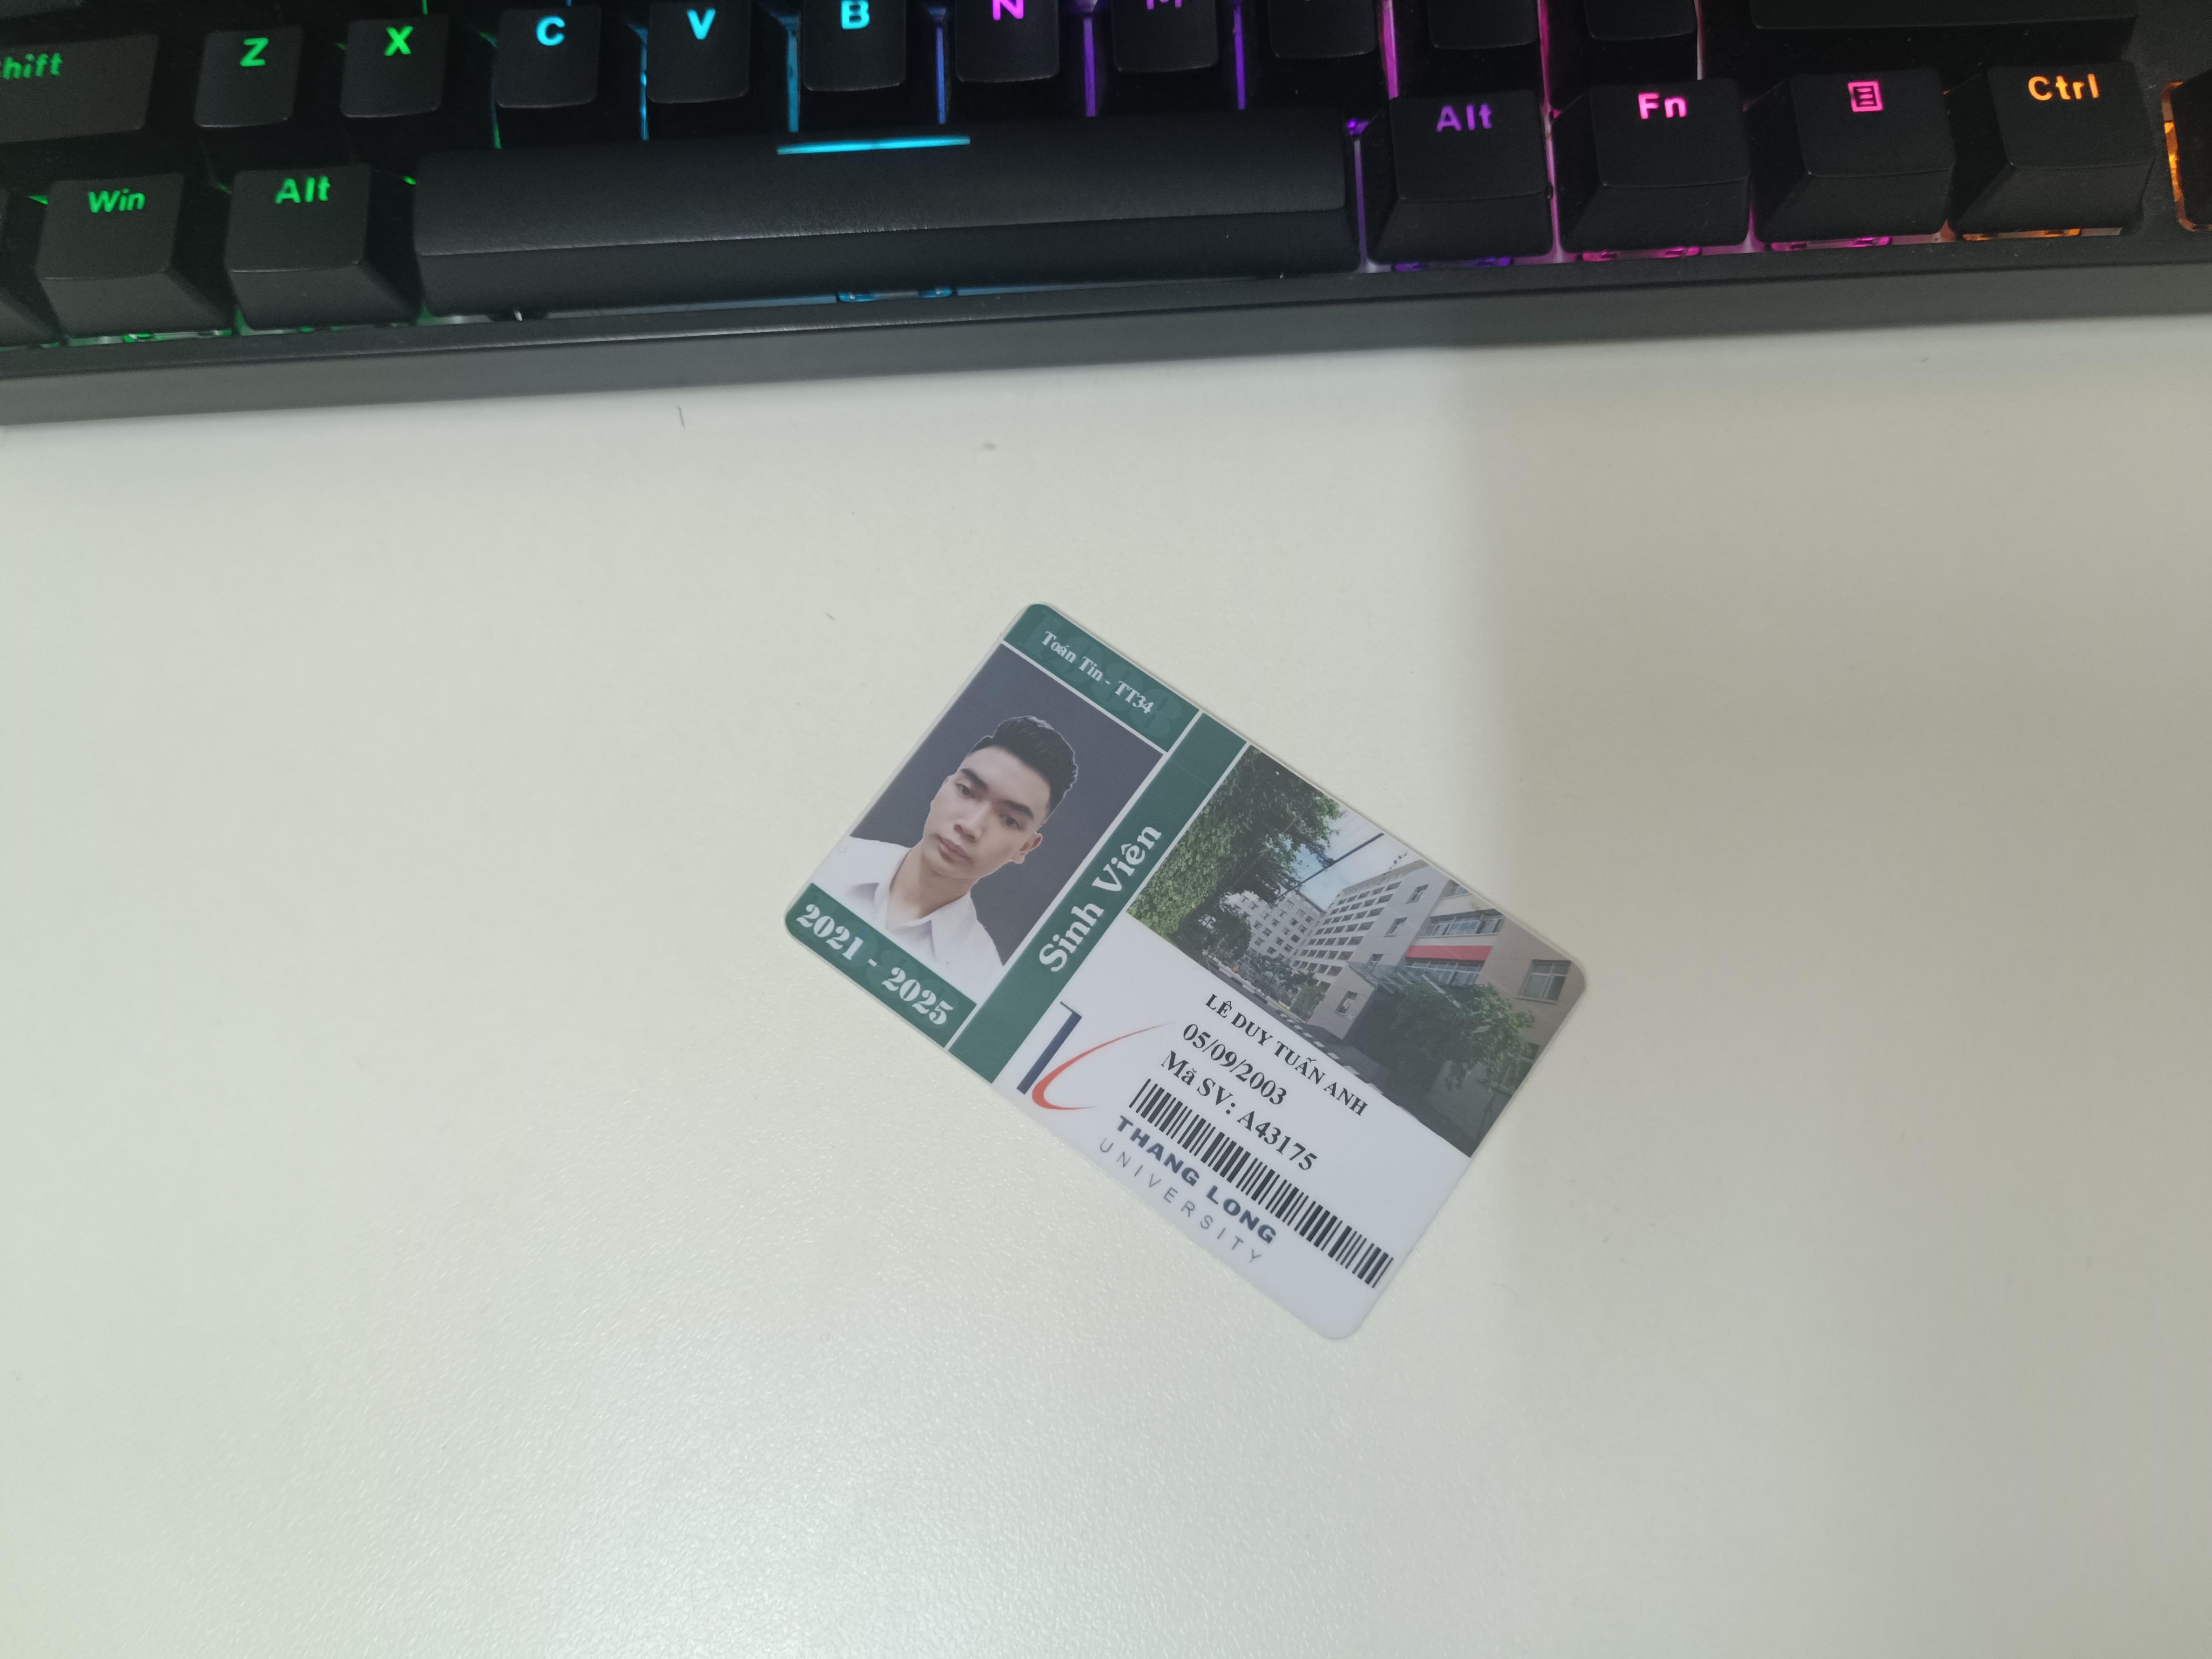 Shift
Z
X
C
V
B
N
M
Win
Alt
Alt
Fn
Ctrl
Toán Tin - TT34
2021 - 2025
Sinh Viên
LÊ DUY TUẤN ANH
05/09/2003
Mã SV: A43175
THANG LONG
UNIVERSITY